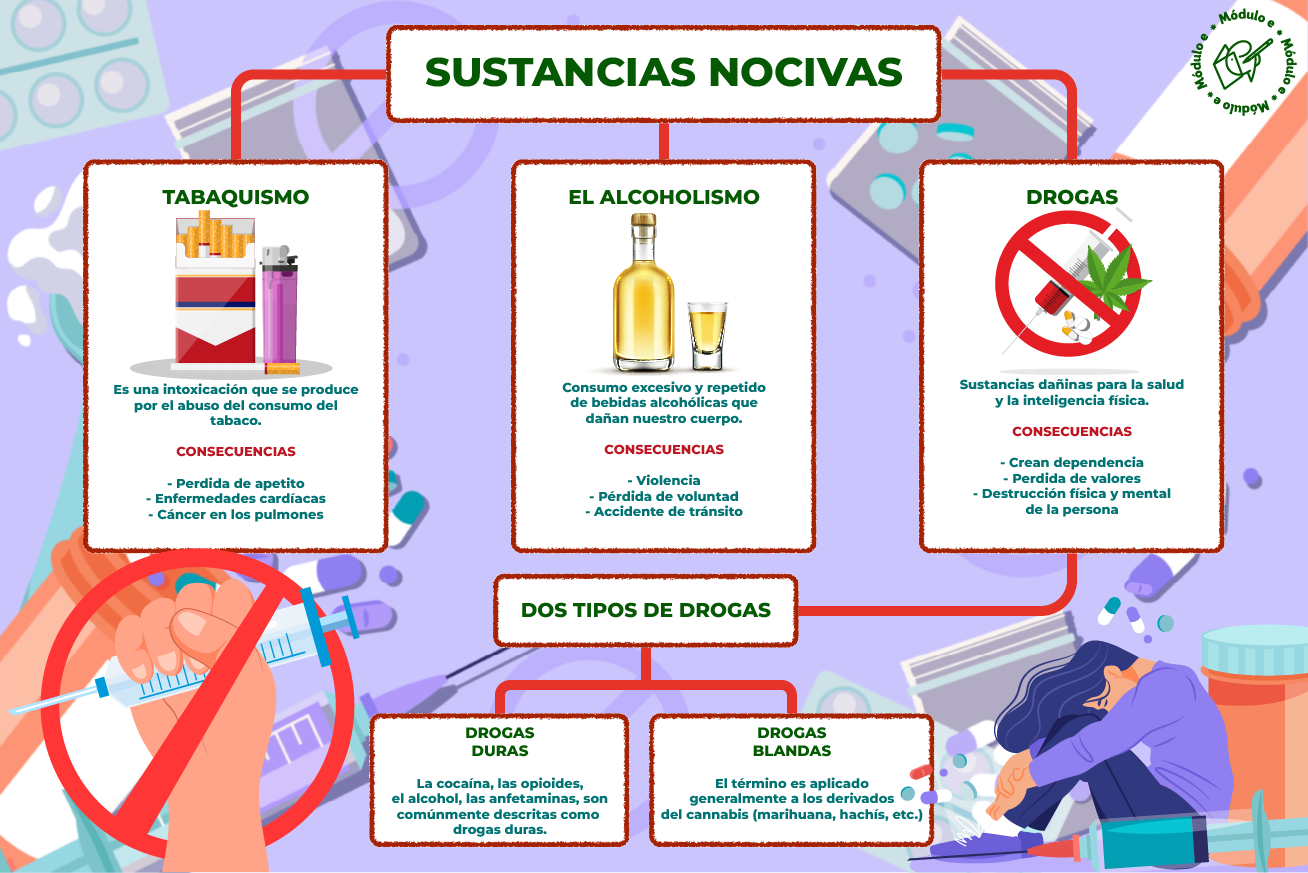 SUSTANCIAS NOCIVAS
* Módulo e * Módulo e * Módulo e * Módulo e
TABAQUISMO
Es una intoxicación que se produce
por el abuso del consumo del
tabaco.
CONSECUENCIAS
- Perdida de apetito
- Enfermedades cardíacas
- Cáncer en los pulmones
EL ALCOHOLISMO
Consumo excesivo y repetido
de bebidas alcohólicas que
dañan nuestro cuerpo.
CONSECUENCIAS
- Violencia
- Pérdida de voluntad
- Accidente de tránsito
DROGAS
Sustancias dañinas para la salud
y la inteligencia física.
CONSECUENCIAS
- Crean dependencia
- Perdida de valores
- Destrucción física y mental
de la persona
DOS TIPOS DE DROGAS
DROGAS
DURAS
La cocaína, las opioides,
el alcohol, las anfetaminas, son
comúnmente descritas como
drogas duras.
DROGAS
BLANDAS
El término es aplicado
generalmente a los derivados
del cannabis (marihuana, hachís, etc.)